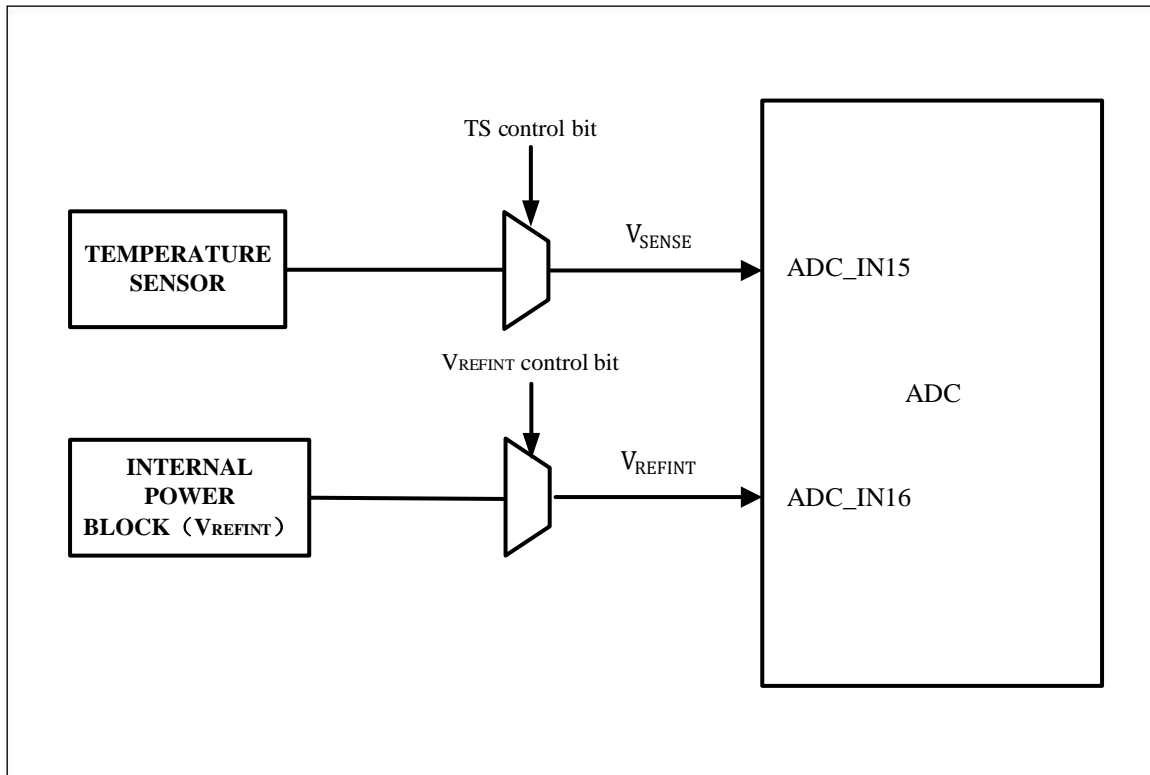 TS control bit
TEMPERATURE
SENSOR
VSENSE
ADC_IN15
VREFINT control bit
ADC
INTERNAL
POWER
BLOCK（VREFINT）
VREFINT
ADC_IN16